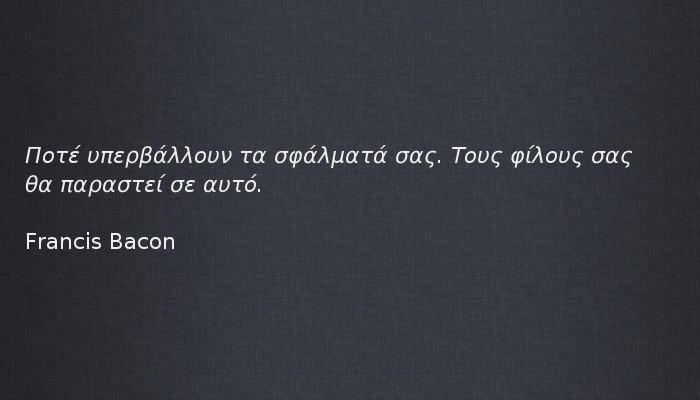 Ποτέ υπερβάλλουν τα σφάλματά σας. Τους φίλους σας
θα παραστεί σε αυτό.
Francis Bacon